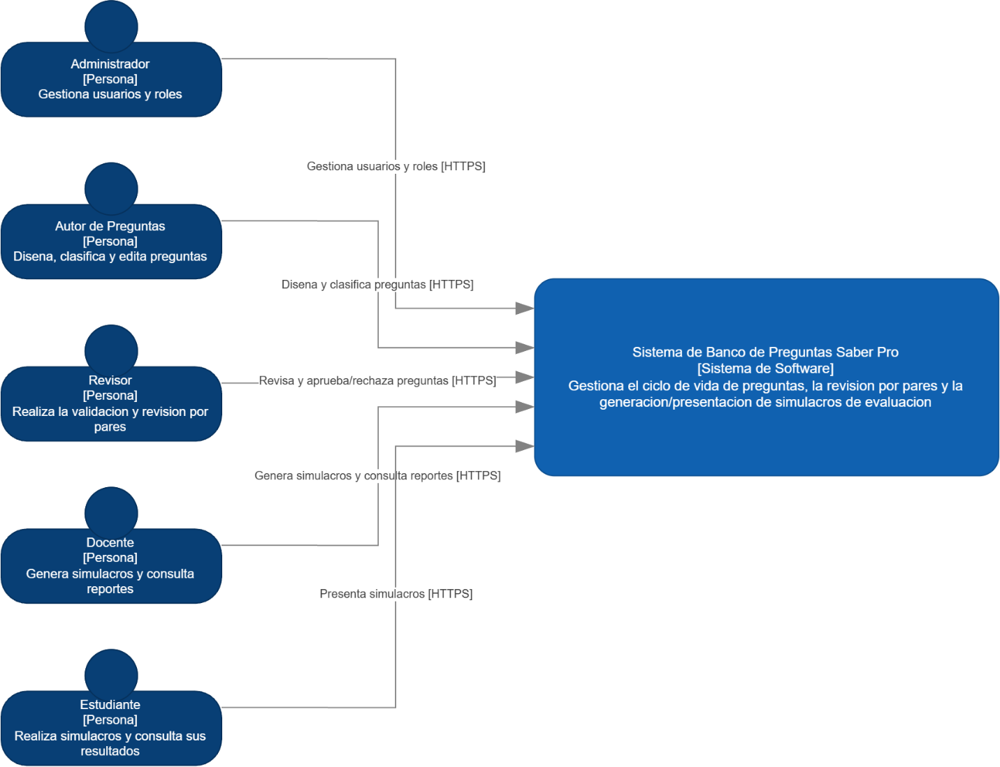 Administrador
[Persona]
Gestiona usuarios y roles
Gestiona usuarios y roles [HTTPS]
Autor de Preguntas
[Persona]
Disena, clasifica y edita preguntas
Disena y clasifica preguntas [HTTPS]
Revisor
[Persona]
Realiza la validacion y revision por
pares
Revisa y aprueba/rechaza preguntas [HTTPS]
Sistema de Banco de Preguntas Saber Pro
[Sistema de Software]
Gestiona el ciclo de vida de preguntas, la revision por pares y la
generacion/presentacion de simulacros de evaluacion
Genera simulacros y consulta reportes [HTTPS]
Docente
[Persona]
Genera simulacros y consulta
reportes
Presenta simulacros [HTTPS]
Estudiante
[Persona]
Realiza simulacros y consulta sus
resultados